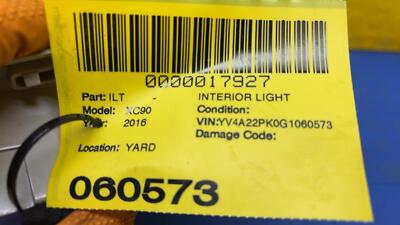 0000017927
Part: ILT - INTERIOR LIGHT
Model: XC90 Condition:
Year: 2016 VIN:YV4A22PK0G1060573
Damage Code:
Location: YARD
060573